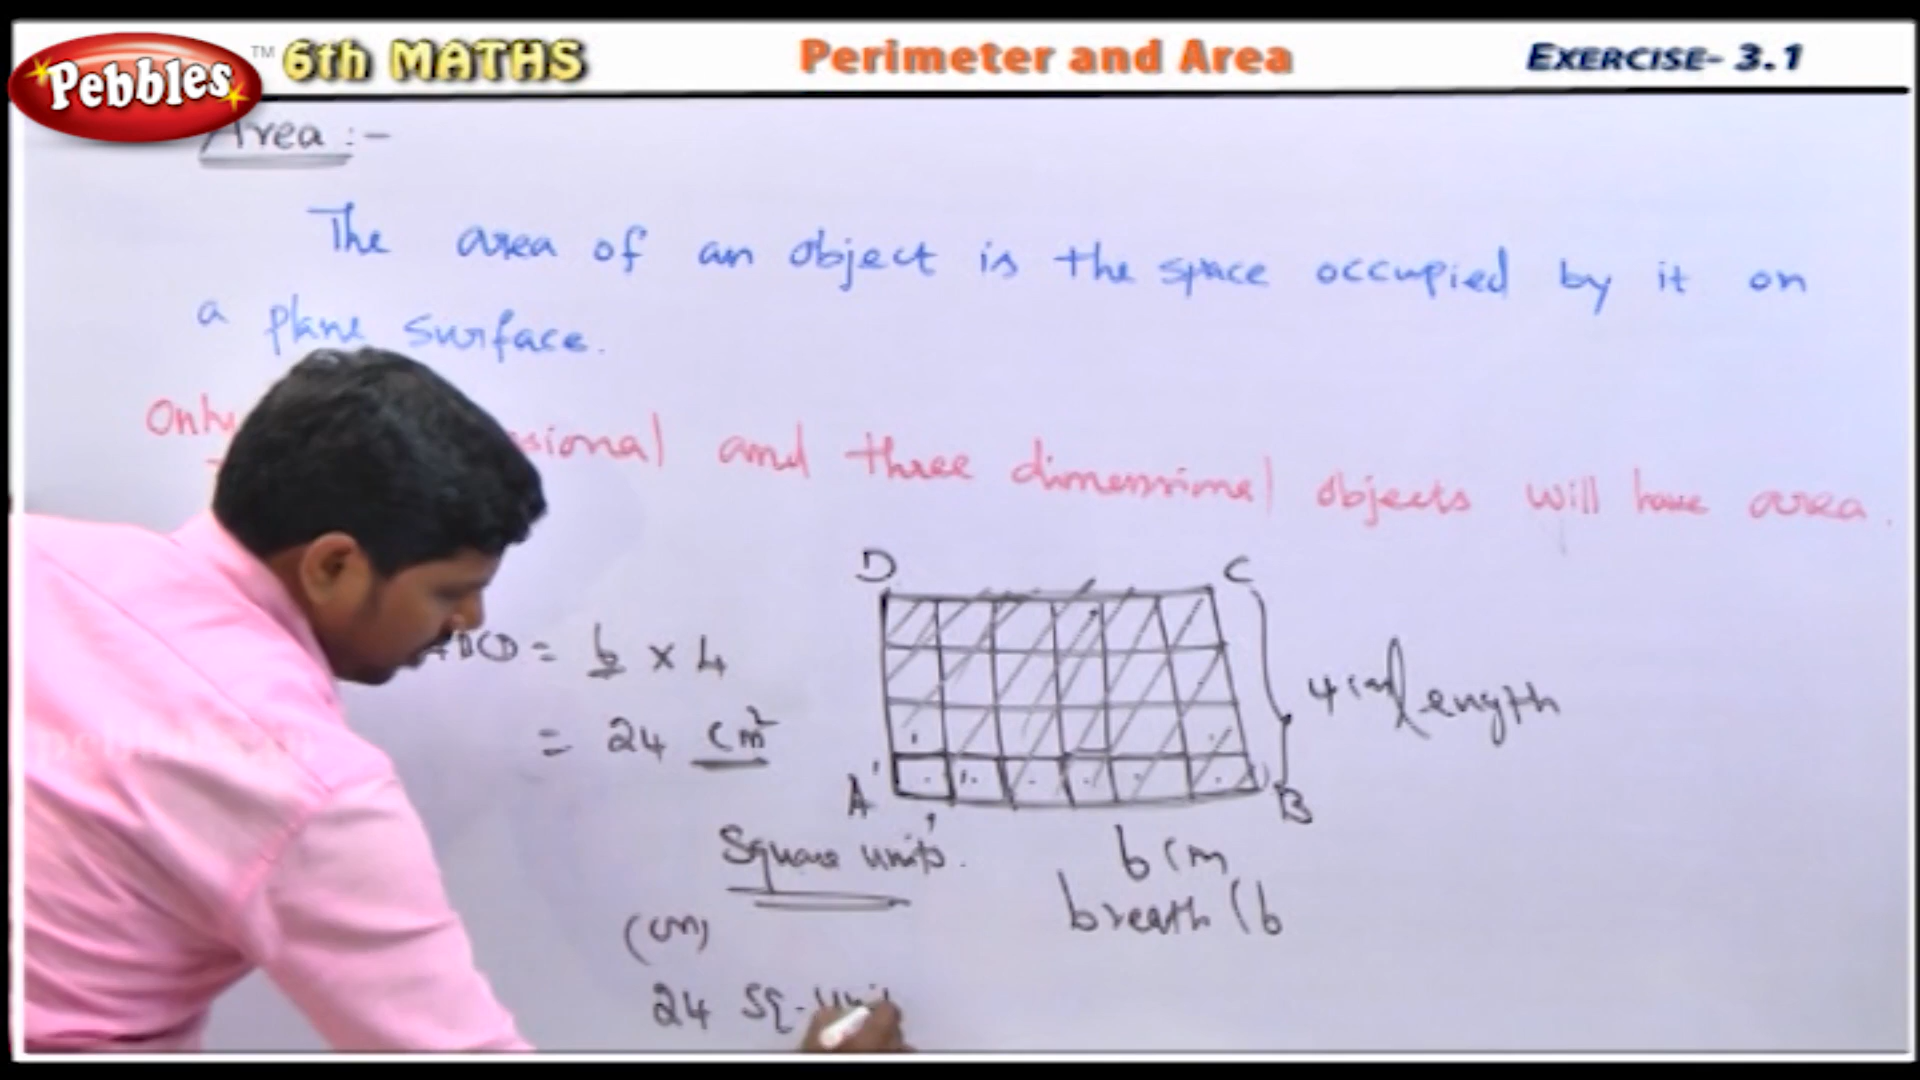 Pebbles ™ 6th MATHS Perimeter and Area EXERCISE- 3.1
Area :-
The area of an object is the space occupied by it on
a plane surface.
Only and three dimensional objects will have area.
D C
= 6 × 4
= 24 cm²
4 cm length
A B
Square units.
6 cm
breath (b
(cm)
24 Sq.